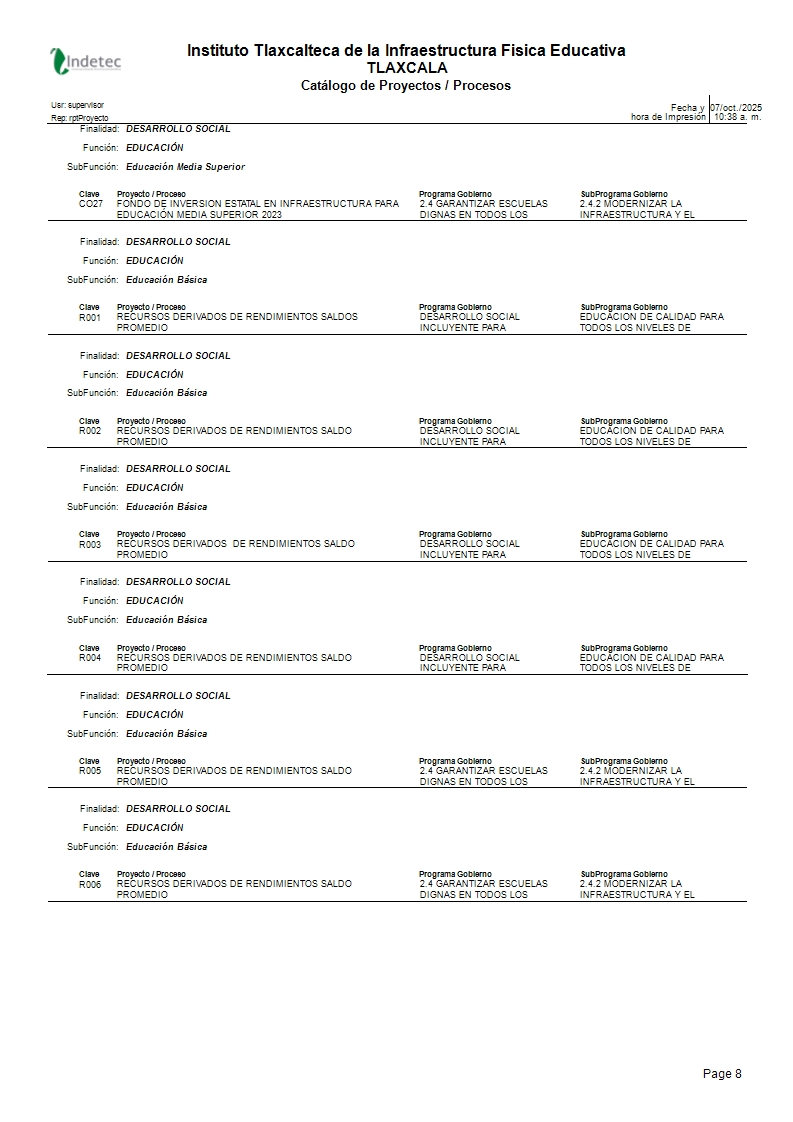 Indetec
Instituto Tlaxcalteca de la Infraestructura Fisica Educativa
TLAXCALA
Catálogo de Proyectos / Procesos
Usr: supervisor
Rep: rptProyecto
Fecha y 07/oct./2025
hora de Impresión 10:38 a. m.
Finalidad: DESARROLLO SOCIAL
Función: EDUCACIÓN
SubFunción: Educación Media Superior
Clave Proyecto / Proceso Programa Gobierno SubPrograma Gobierno
CO27 FONDO DE INVERSION ESTATAL EN INFRAESTRUCTURA PARA 2.4 GARANTIZAR ESCUELAS 2.4.2 MODERNIZAR LA
EDUCACIÓN MEDIA SUPERIOR 2023 DIGNAS EN TODOS LOS INFRAESTRUCTURA Y EL
Finalidad: DESARROLLO SOCIAL
Función: EDUCACIÓN
SubFunción: Educación Básica
Clave Proyecto / Proceso Programa Gobierno SubPrograma Gobierno
R001 RECURSOS DERIVADOS DE RENDIMIENTOS SALDOS DESARROLLO SOCIAL EDUCACION DE CALIDAD PARA
PROMEDIO INCLUYENTE PARA TODOS LOS NIVELES DE
Finalidad: DESARROLLO SOCIAL
Función: EDUCACIÓN
SubFunción: Educación Básica
Clave Proyecto / Proceso Programa Gobierno SubPrograma Gobierno
R002 RECURSOS DERIVADOS DE RENDIMIENTOS SALDO DESARROLLO SOCIAL EDUCACION DE CALIDAD PARA
PROMEDIO INCLUYENTE PARA TODOS LOS NIVELES DE
Finalidad: DESARROLLO SOCIAL
Función: EDUCACIÓN
SubFunción: Educación Básica
Clave Proyecto / Proceso Programa Gobierno SubPrograma Gobierno
R003 RECURSOS DERIVADOS  DE RENDIMIENTOS SALDO DESARROLLO SOCIAL EDUCACION DE CALIDAD PARA
PROMEDIO INCLUYENTE PARA TODOS LOS NIVELES DE
Finalidad: DESARROLLO SOCIAL
Función: EDUCACIÓN
SubFunción: Educación Básica
Clave Proyecto / Proceso Programa Gobierno SubPrograma Gobierno
R004 RECURSOS DERIVADOS DE RENDIMIENTOS SALDO DESARROLLO SOCIAL EDUCACION DE CALIDAD PARA
PROMEDIO INCLUYENTE PARA TODOS LOS NIVELES DE
Finalidad: DESARROLLO SOCIAL
Función: EDUCACIÓN
SubFunción: Educación Básica
Clave Proyecto / Proceso Programa Gobierno SubPrograma Gobierno
R005 RECURSOS DERIVADOS DE RENDIMIENTOS SALDO 2.4 GARANTIZAR ESCUELAS 2.4.2 MODERNIZAR LA
PROMEDIO DIGNAS EN TODOS LOS INFRAESTRUCTURA Y EL
Finalidad: DESARROLLO SOCIAL
Función: EDUCACIÓN
SubFunción: Educación Básica
Clave Proyecto / Proceso Programa Gobierno SubPrograma Gobierno
R006 RECURSOS DERIVADOS DE RENDIMIENTOS SALDO 2.4 GARANTIZAR ESCUELAS 2.4.2 MODERNIZAR LA
PROMEDIO DIGNAS EN TODOS LOS INFRAESTRUCTURA Y EL
Page 8